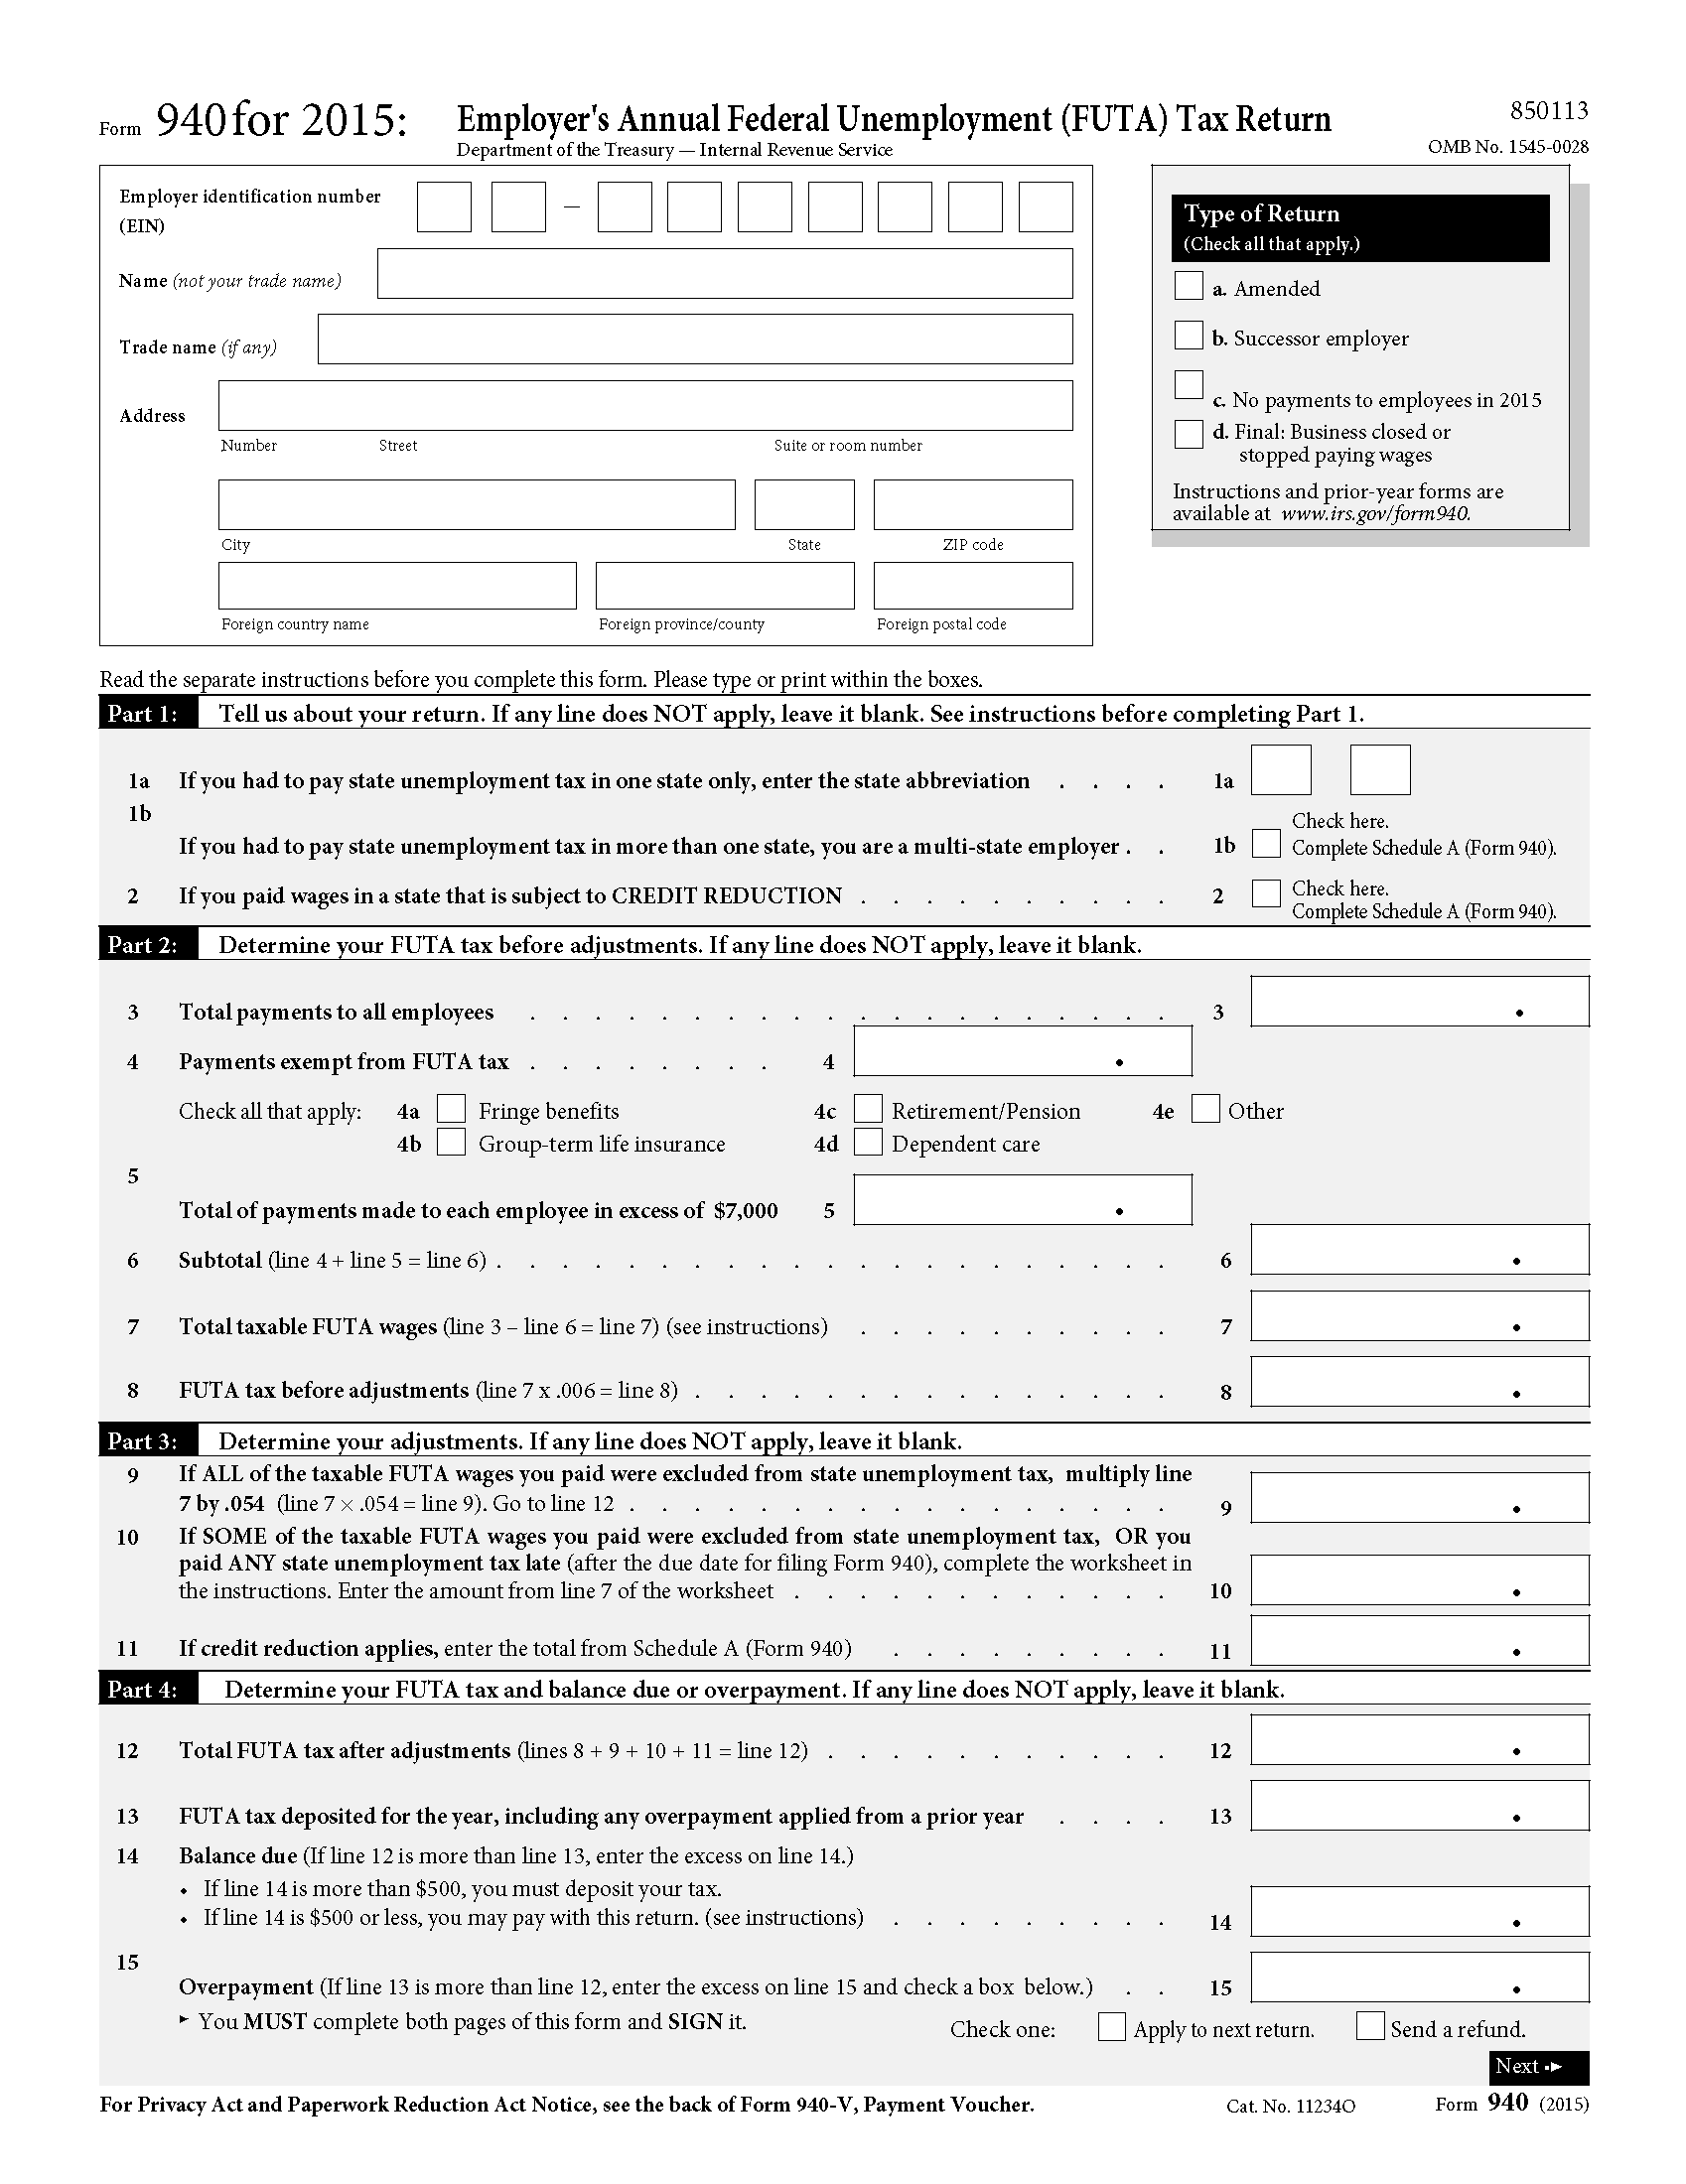 Form 940 for 2015: Employer's Annual Federal Unemployment (FUTA) Tax Return
850113
Department of the Treasury — Internal Revenue Service
OMB No. 1545-0028
Employer identification number
(EIN)
–
Name (not your trade name)
Trade name (if any)
Address
Number Street Suite or room number
City State ZIP code
Foreign country name Foreign province/county Foreign postal code
Type of Return
(Check all that apply.)
a. Amended
b. Successor employer
c. No payments to employees in 2015
d. Final: Business closed or
stopped paying wages
Instructions and prior-year forms are
available at www.irs.gov/form940.
Read the separate instructions before you complete this form. Please type or print within the boxes.
Part 1: Tell us about your return. If any line does NOT apply, leave it blank. See instructions before completing Part 1.
1a If you had to pay state unemployment tax in one state only, enter the state abbreviation . . . . 1a
1b
Check here.
If you had to pay state unemployment tax in more than one state, you are a multi-state employer . . 1b Complete Schedule A (Form 940).
2 If you paid wages in a state that is subject to CREDIT REDUCTION . . . . . . . . . . 2 Check here.
Complete Schedule A (Form 940).
Part 2: Determine your FUTA tax before adjustments. If any line does NOT apply, leave it blank.
3 Total payments to all employees . . . . . . . . . . . . . . . . . . . . 3 .
4 Payments exempt from FUTA tax . . . . . . . . 4 .
Check all that apply: 4a Fringe benefits 4c Retirement/Pension 4e Other
4b Group-term life insurance 4d Dependent care
5
Total of payments made to each employee in excess of $7,000 5 .
6 Subtotal (line 4 + line 5 = line 6) . . . . . . . . . . . . . . . . . . . . . 6 .
7 Total taxable FUTA wages (line 3 – line 6 = line 7) (see instructions) . . . . . . . . . . 7 .
8 FUTA tax before adjustments (line 7 x .006 = line 8) . . . . . . . . . . . . . . . 8 .
Part 3: Determine your adjustments. If any line does NOT apply, leave it blank.
9 If ALL of the taxable FUTA wages you paid were excluded from state unemployment tax, multiply line
7 by .054 (line 7 × .054 = line 9). Go to line 12 . . . . . . . . . . . . . . . . . 9 .
10 If SOME of the taxable FUTA wages you paid were excluded from state unemployment tax, OR you
paid ANY state unemployment tax late (after the due date for filing Form 940), complete the worksheet in
the instructions. Enter the amount from line 7 of the worksheet . . . . . . . . . . . . 10 .
11 If credit reduction applies, enter the total from Schedule A (Form 940) . . . . . . . . . 11 .
Part 4: Determine your FUTA tax and balance due or overpayment. If any line does NOT apply, leave it blank.
12 Total FUTA tax after adjustments (lines 8 + 9 + 10 + 11 = line 12) . . . . . . . . . . . 12 .
13 FUTA tax deposited for the year, including any overpayment applied from a prior year . . . . 13 .
14 Balance due (If line 12 is more than line 13, enter the excess on line 14.)
• If line 14 is more than $500, you must deposit your tax.
• If line 14 is $500 or less, you may pay with this return. (see instructions) . . . . . . . . . 14 .
15
Overpayment (If line 13 is more than line 12, enter the excess on line 15 and check a box below.) . . 15 .
► You MUST complete both pages of this form and SIGN it.
Check one: Apply to next return. Send a refund.
Next
For Privacy Act and Paperwork Reduction Act Notice, see the back of Form 940-V, Payment Voucher. Cat. No. 11234O Form 940 (2015)